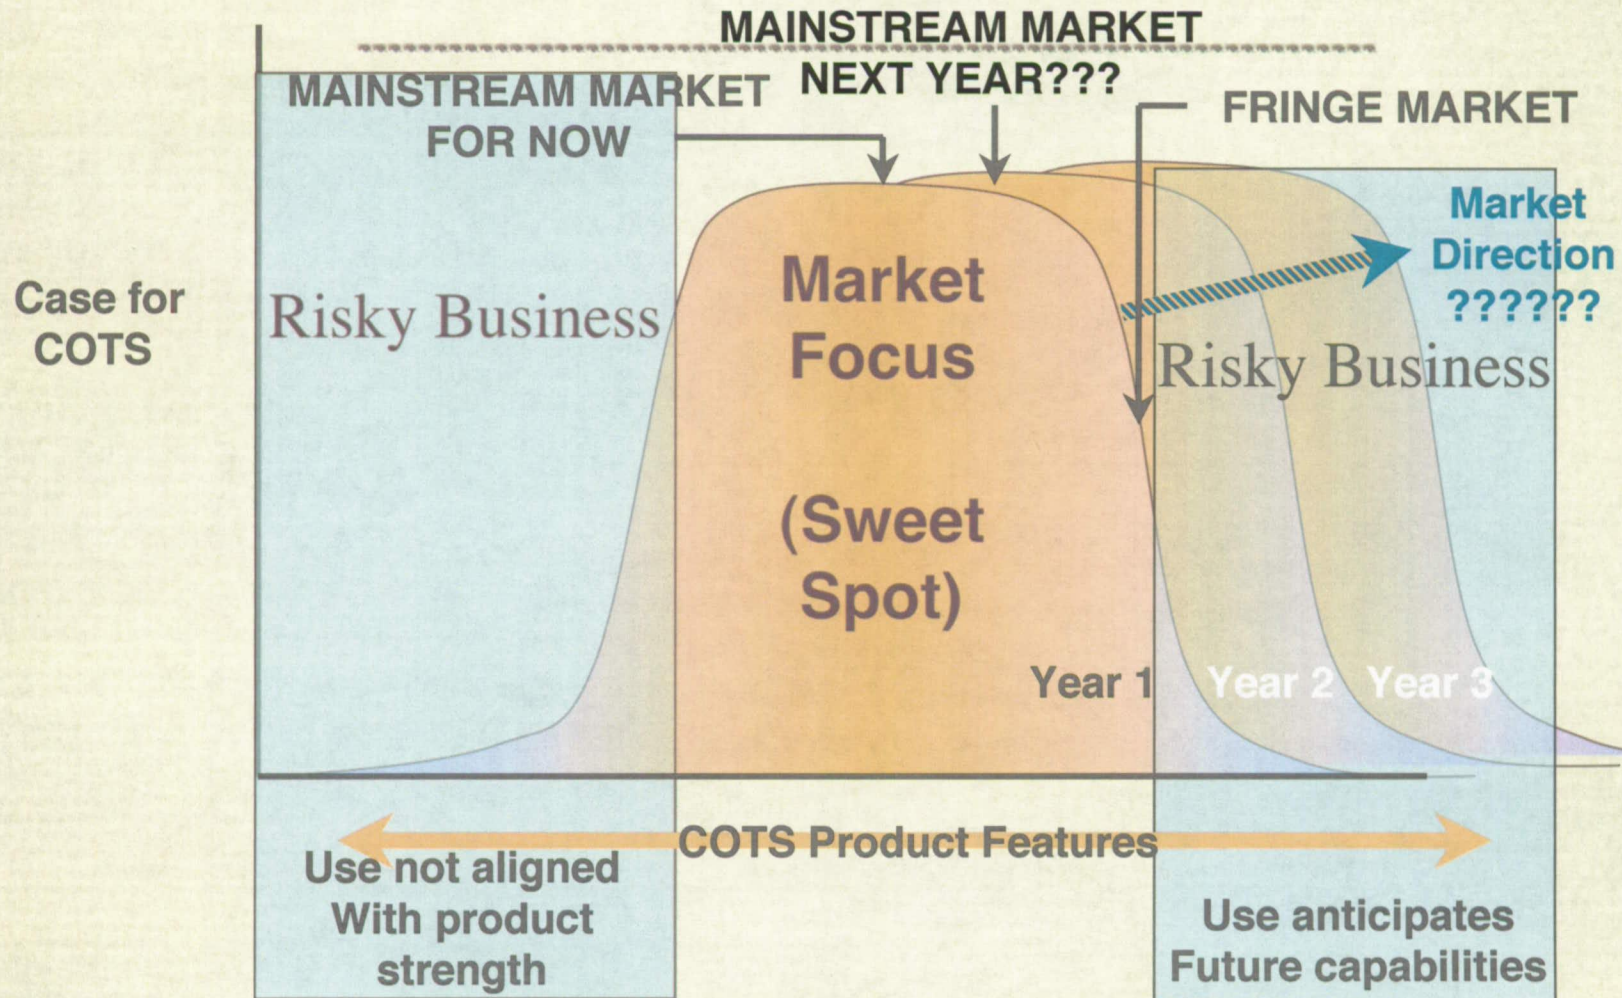 MAINSTREAM MARKET
NEXT YEAR???
MAINSTREAM MARKET
FOR NOW
FRINGE MARKET
Market
Direction
??????
Case for
COTS
Risky Business
Market
Focus
(Sweet
Spot)
Risky Business
Year 1
Year 2
Year 3
COTS Product Features
Use not aligned
With product
strength
Use anticipates
Future capabilities